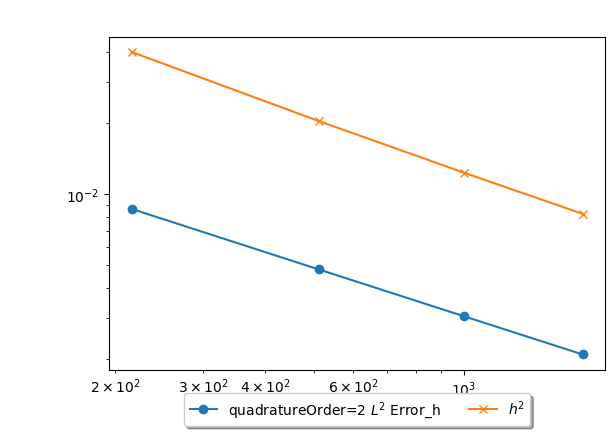 10⁻²
2 × 10² 3 × 10² 4 × 10² 6 × 10² 10³
quadratureOrder=2 L² Error_h h²